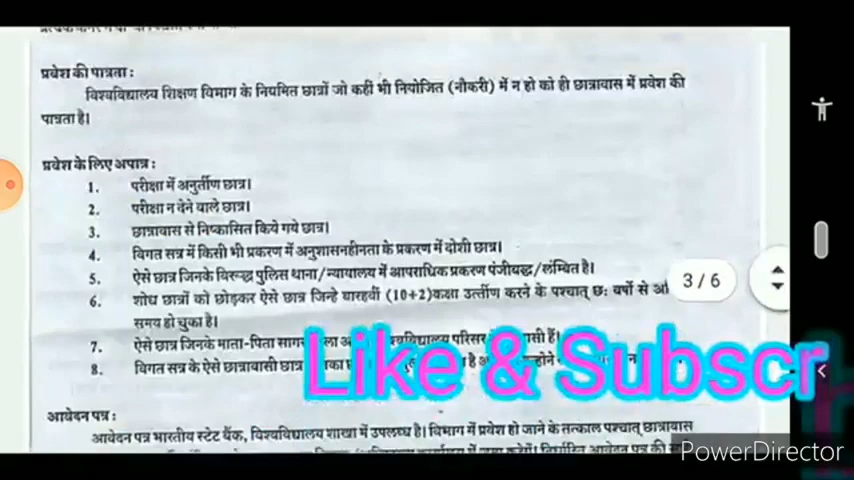 प्रवेश की पात्रता :
विश्वविद्यालय शिक्षण विभाग के नियमित छात्रों जो कहीं भी नियोजित (नौकरी) में न हो को ही छात्रावास में प्रवेश की
पात्रता है।
प्रवेश के लिए अपात्र :
1. परीक्षा में अनुर्तीण छात्र।
2. परीक्षा न देने वाले छात्र।
3. छात्रावास से निष्कासित किये गये छात्र।
4. विगत सत्र में किसी भी प्रकरण में अनुशासनहीनता के प्रकरण में दोशी छात्र।
5. ऐसे छात्र जिनके विरुद्ध पुलिस थाना/न्यायालय में आपराधिक प्रकरण पंजीयद्ध/लंम्बित है।
3/6
6. शोध छात्रों को छोड़कर ऐसे छात्र जिन्हे बारहवीं (10+2)कक्षा उर्त्तीण करने के पश्चात् छः वर्षो से
समय हो चुका है।
7. ऐसे छात्र जिनके माता-पिता परिसर
8. विगत सत्र के ऐसे छात्रावासी छात्र
Like & Subscr
आवेदन पत्र :
आवेदन पत्र भारतीय स्टेट बैंक, विश्वविद्यालय शाखा में उपलब्ध है। विभाग में प्रवेश हो जाने के तत्काल पश्चात् छात्रावास
PowerDirector